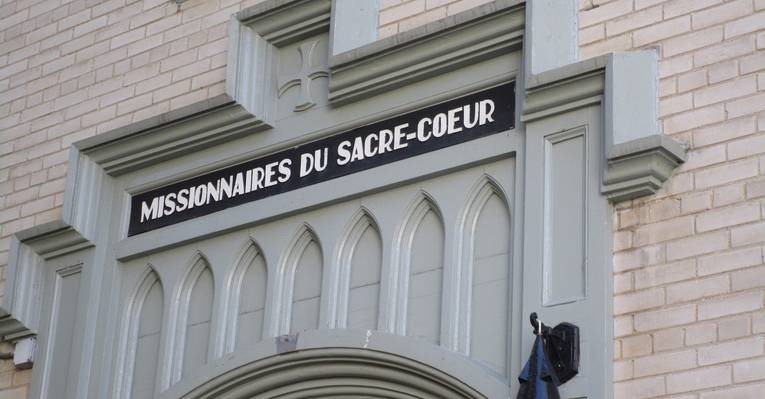 MISSIONNAIRES DU SACRE-COEUR